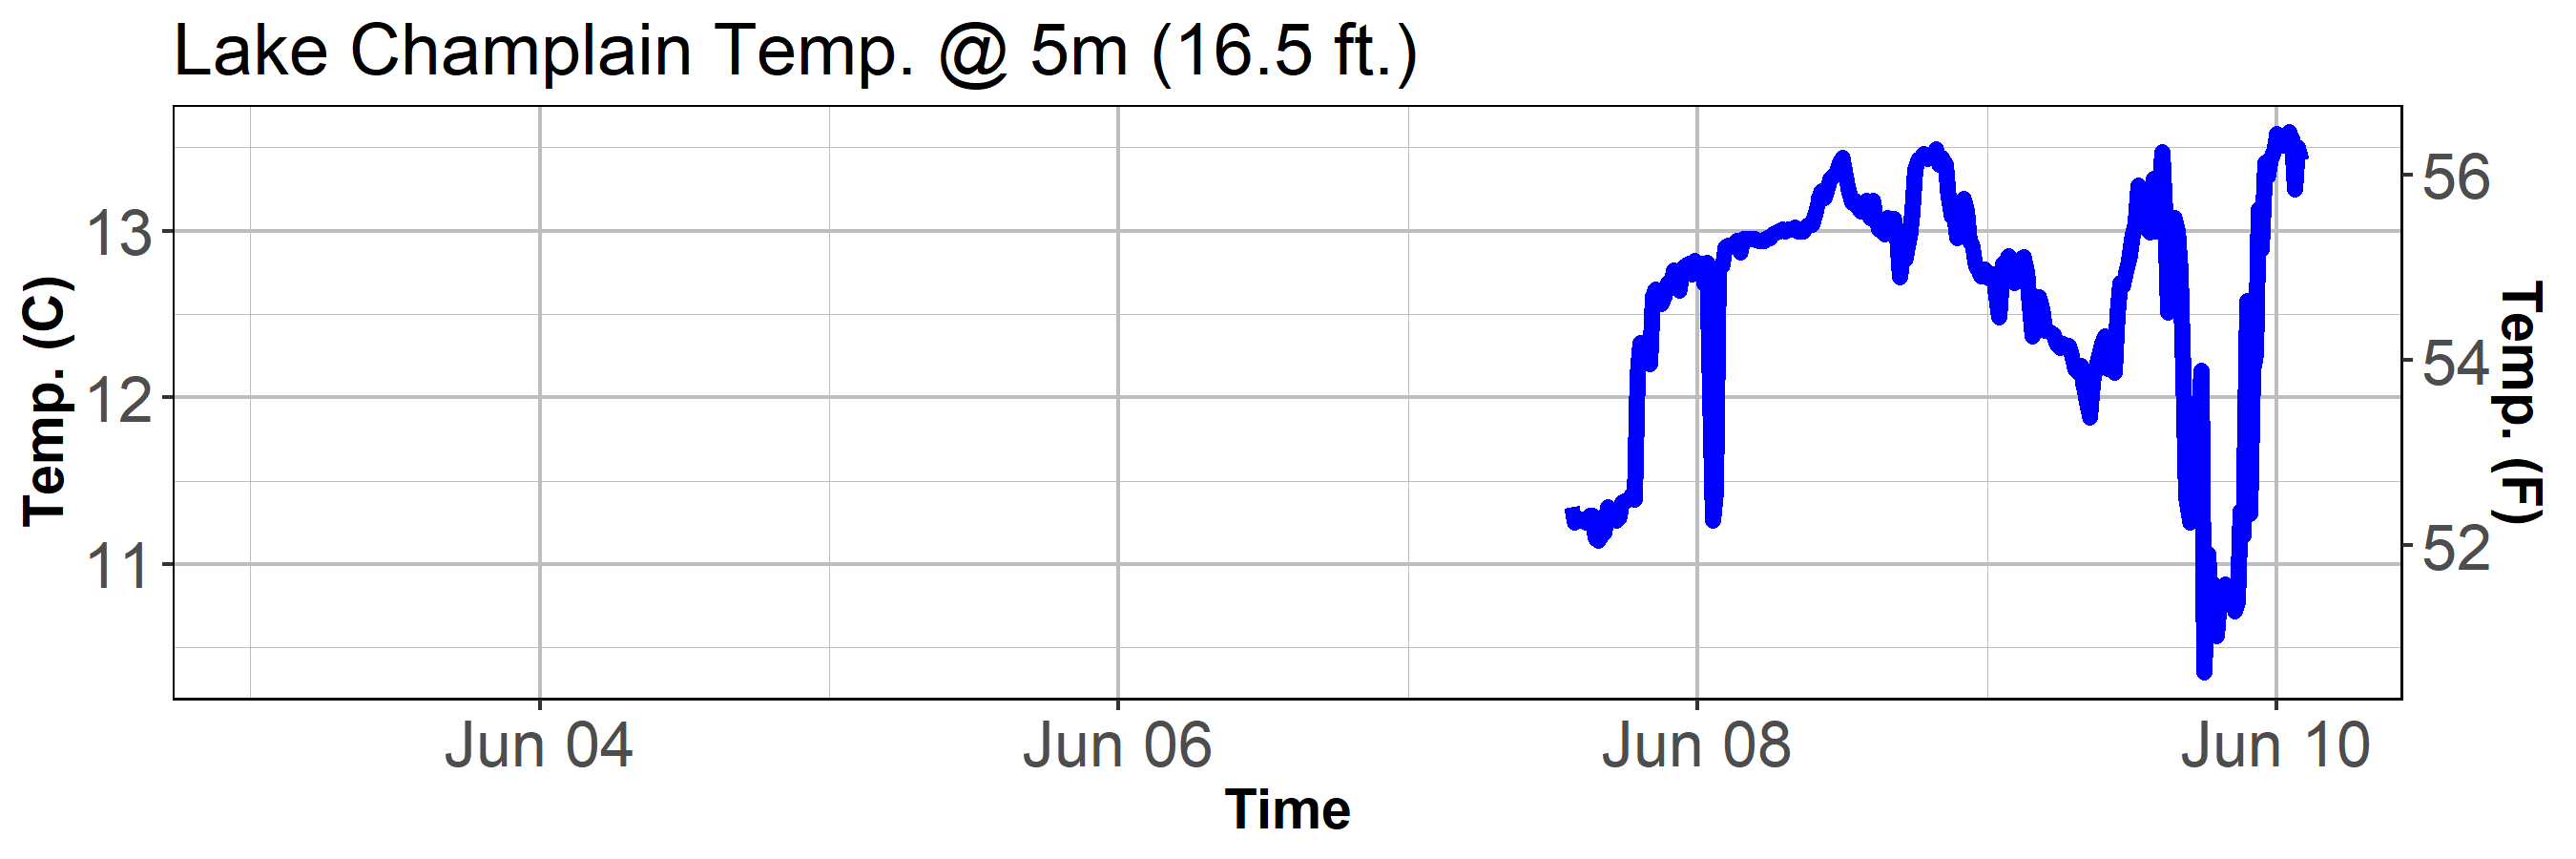 Lake Champlain Temp. @ 5m (16.5 ft.)
Temp. (C)
13
12
11
56
54
52
Temp. (F)
Jun 04
Jun 06
Jun 08
Jun 10
Time